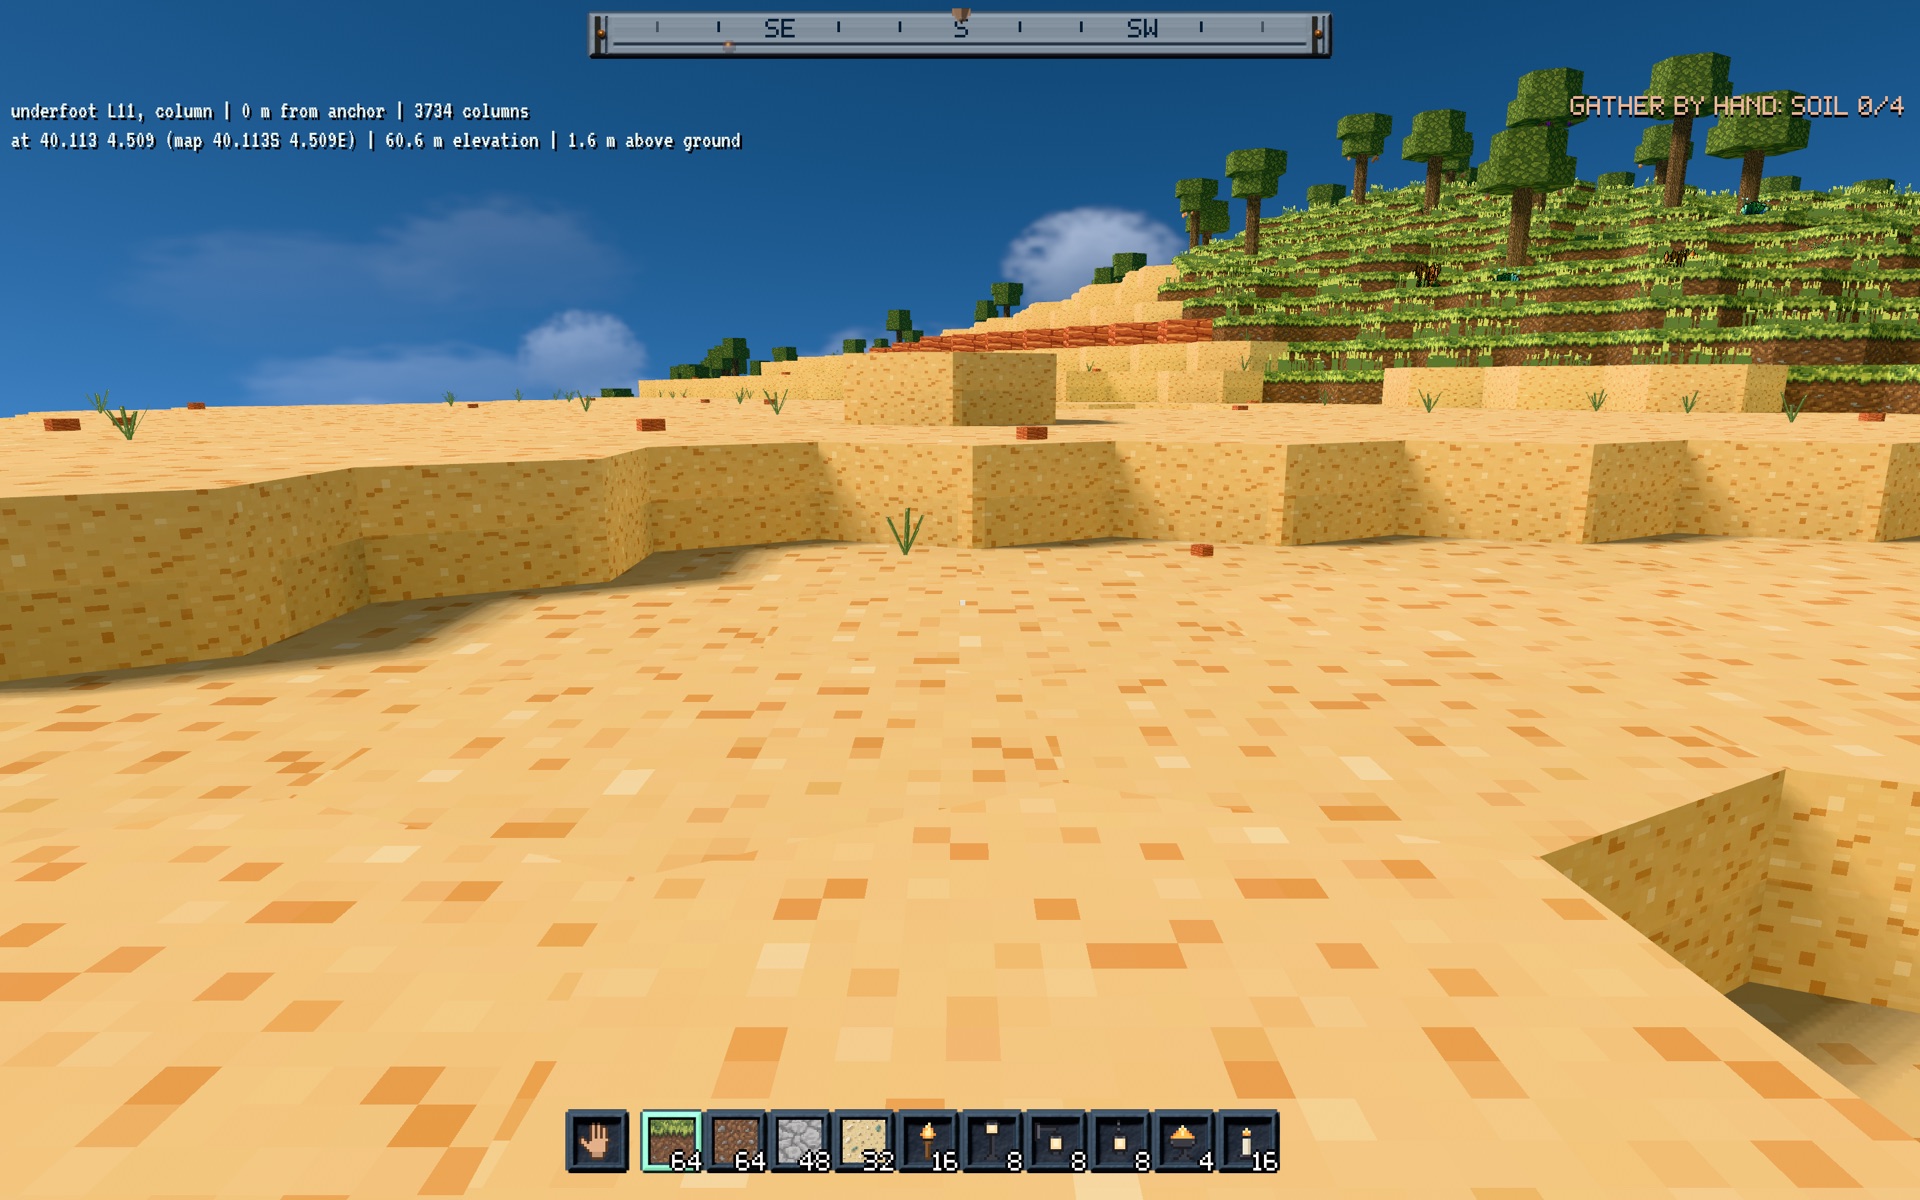 SE S SW
underfoot L11, column | 0 m from anchor | 3734 columns
GATHER BY HAND: SOIL 0/4
at 40.113 4.509 (map 40.113S 4.509E) | 60.6 m elevation | 1.6 m above ground
64 64 48 32 16 8 8 8 4 16